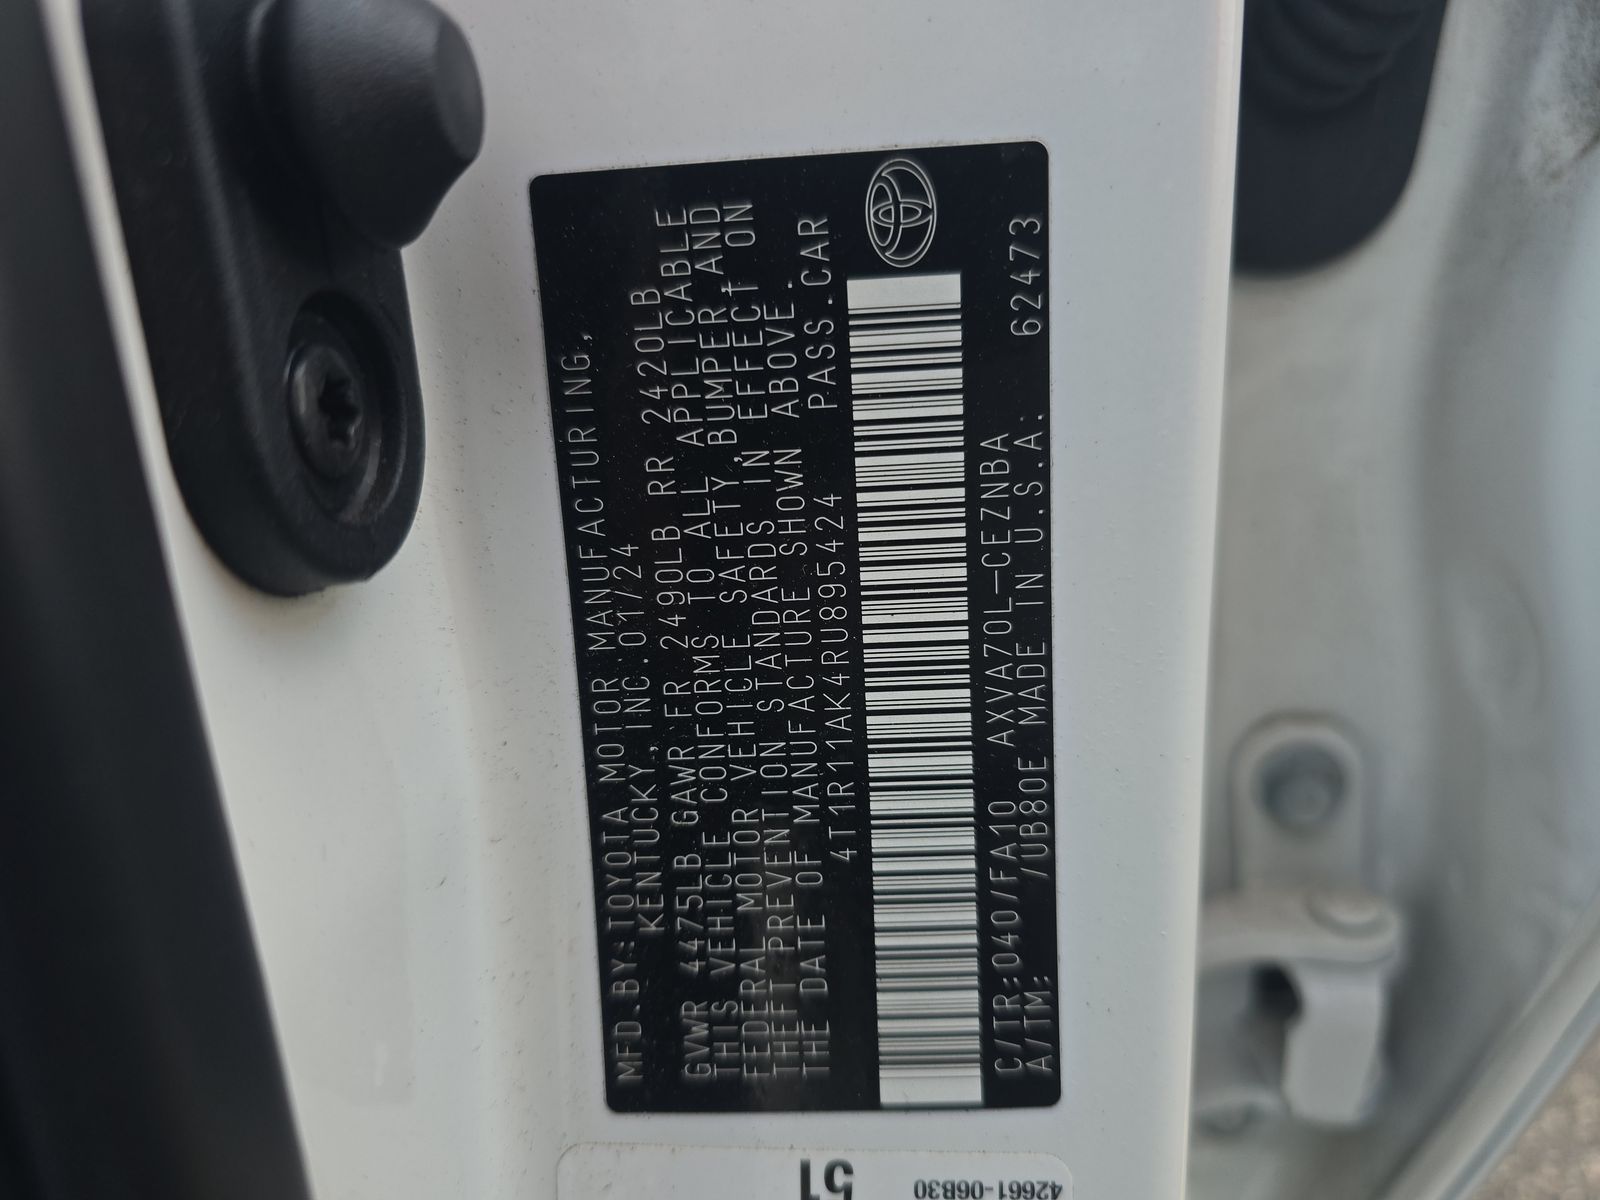 MFD.BY:TOYOTA MOTOR MANUFACTURING,
KENTUCKY, INC. 01/24
GVWR 4475LB GAWR FR 2490LB RR 2420LB
THIS VEHICLE CONFORMS TO ALL APPLICABLE
FEDERAL MOTOR VEHICLE SAFETY,BUMPER,AND
THEFT PREVENTION STANDARDS IN EFFECT ON
THE DATE OF MANUFACTURE SHOWN ABOVE.
4T1R11AK4RU895424 PASS.CAR
C/TR:040/FA10 AXVA70L-CEZNBA
A/TM: /UB80E MADE IN U.S.A. 62473
51
42661-06B30